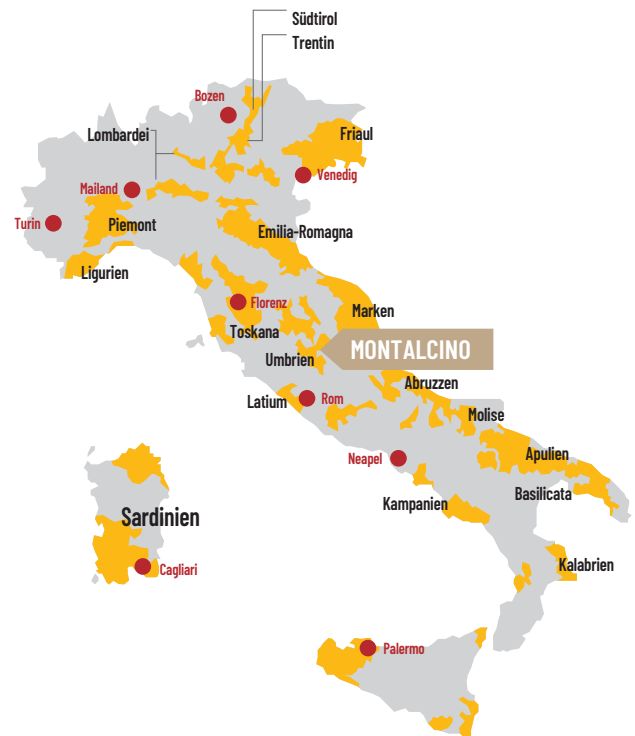 Südtirol
Trentin
Bozen
Lombardei
Friaul
Venedig
Mailand
Turin
Piemont
Emilia-Romagna
Ligurien
Florenz
Marken
Toskana
MONTALCINO
Umbrien
Abruzzen
Latium
Rom
Molise
Neapel
Apulien
Kampanien
Basilicata
Sardinien
Kalabrien
Cagliari
Palermo